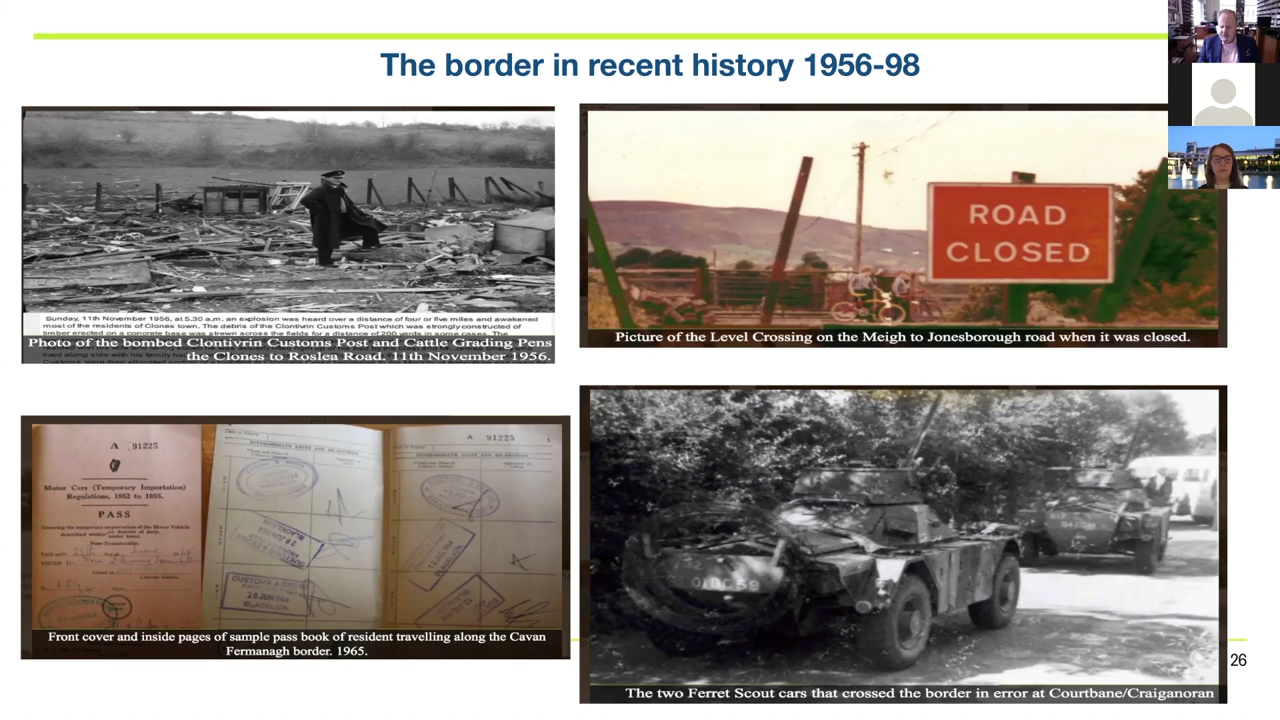 The border in recent history 1956-98
Sunday, 11th November 1956, at 5.30 a.m. an explosion was heard over a distance of four or five miles and awakened
most of the residents of Clones town. The debris of the Clontivrin Customs Post which was strongly constructed of
timber erected on a concrete base was strewn across the fields for a distance of 200 yards in some cases. The
Photo of the bombed Clontivrin Customs Post and Cattle Grading Pens
the Clones to Roslea Road. 11th November 1956.
ROAD
CLOSED
Picture of the Level Crossing on the Meigh to Jonesborough road when it was closed.
A 91225
Motor Cars (Temporary Importation)
Regulations, 1952 to 1955.
PASS
A 91225
CUSTOMS &
28 JUN 1964
BLACKLION
Front cover and inside pages of sample pass book of resident travelling along the Cavan
Fermanagh border. 1965.
The two Ferret Scout cars that crossed the border in error at Courtbane/Craiganoran
26